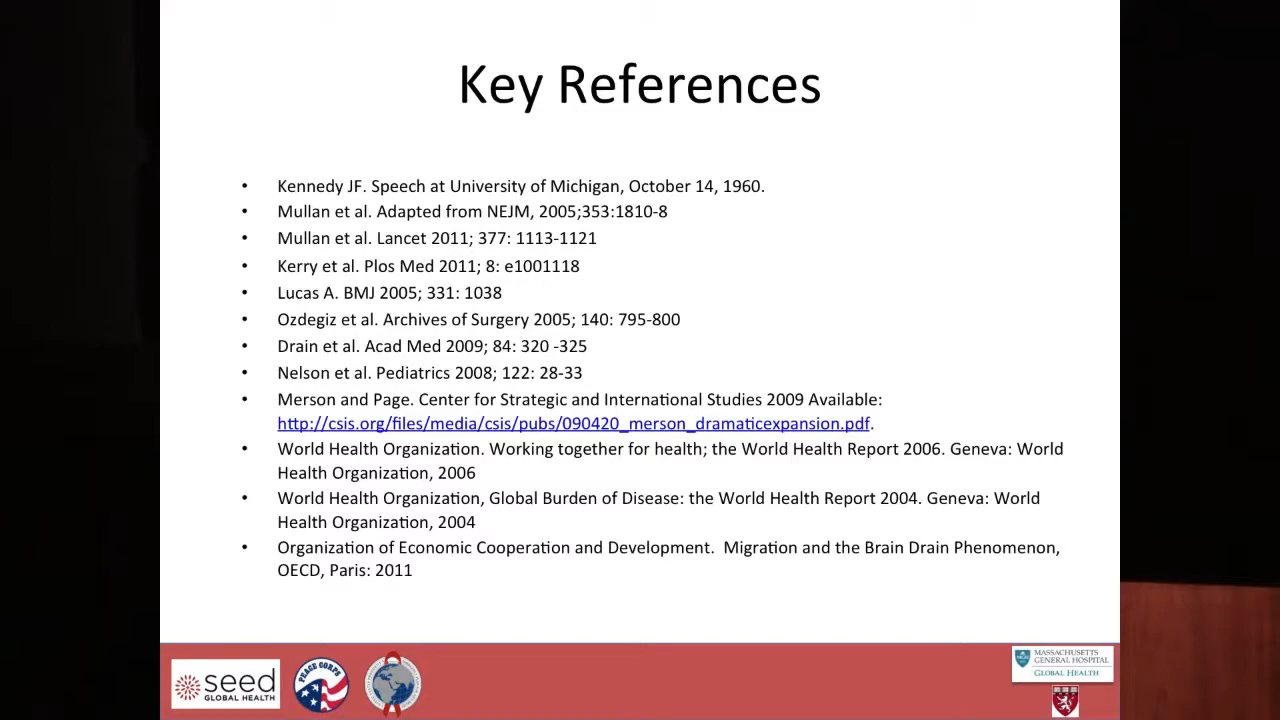 Key References
• Kennedy JF. Speech at University of Michigan, October 14, 1960.
• Mullan et al. Adapted from NEJM, 2005;353:1810-8
• Mullan et al. Lancet 2011; 377: 1113-1121
• Kerry et al. Plos Med 2011; 8: e1001118
• Lucas A. BMJ 2005; 331: 1038
• Ozdegiz et al. Archives of Surgery 2005; 140: 795-800
• Drain et al. Acad Med 2009; 84: 320 -325
• Nelson et al. Pediatrics 2008; 122: 28-33
• Merson and Page. Center for Strategic and International Studies 2009 Available:
http://csis.org/files/media/csis/pubs/090420_merson_dramaticexpansion.pdf.
• World Health Organization. Working together for health; the World Health Report 2006. Geneva: World
Health Organization, 2006
• World Health Organization, Global Burden of Disease: the World Health Report 2004. Geneva: World
Health Organization, 2004
• Organization of Economic Cooperation and Development.  Migration and the Brain Drain Phenomenon,
OECD, Paris: 2011
seed
GLOBAL HEALTH
PEACE CORPS
MASSACHUSETTS
GENERAL HOSPITAL
GLOBAL HEALTH